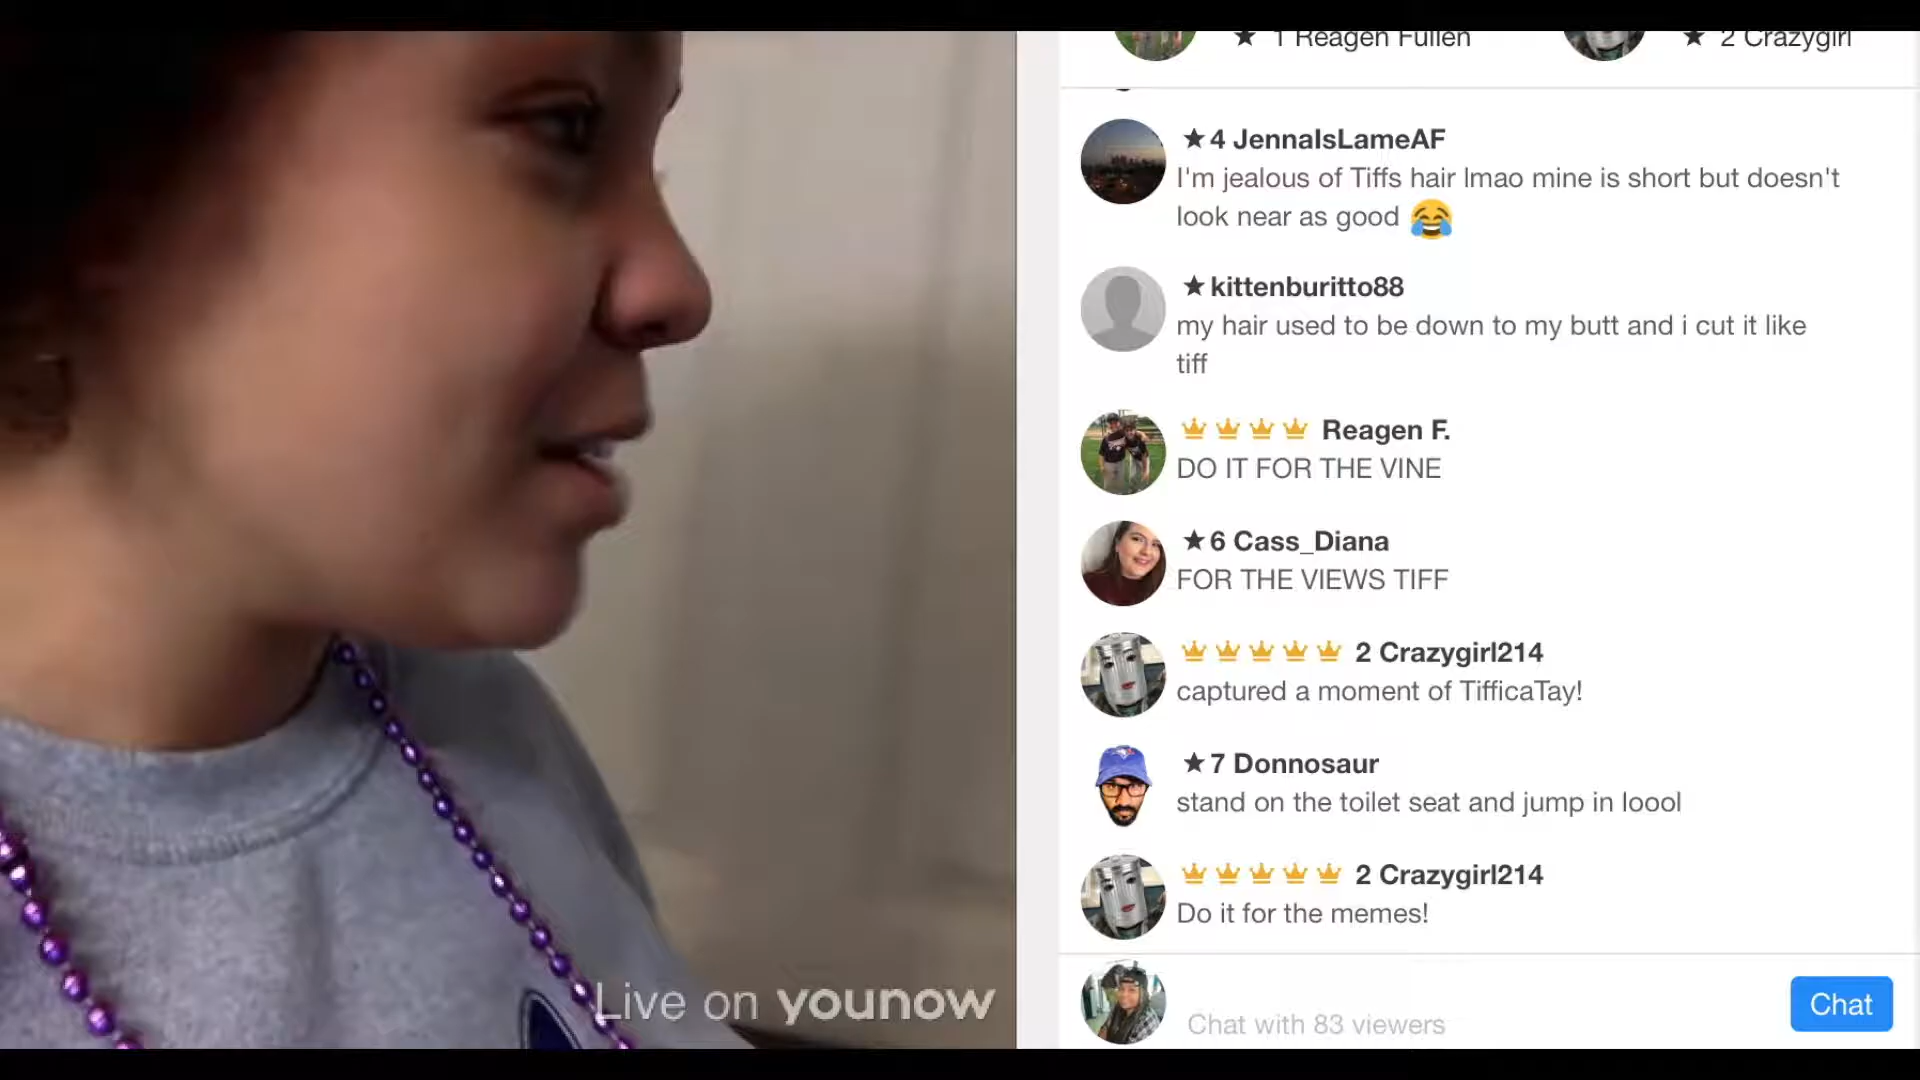 ★ 1 Reagen Fullen
★ 2 Crazygirl
★ 4 JennaIsLameAF
I'm jealous of Tiffs hair lmao mine is short but doesn't
look near as good 😂
★ kittenburitto88
my hair used to be down to my butt and i cut it like
tiff
Reagen F.
DO IT FOR THE VINE
★ 6 Cass_Diana
FOR THE VIEWS TIFF
2 Crazygirl214
captured a moment of TifficaTay!
★ 7 Donnosaur
stand on the toilet seat and jump in loool
2 Crazygirl214
Do it for the memes!
Live on younow
Chat with 83 viewers
Chat